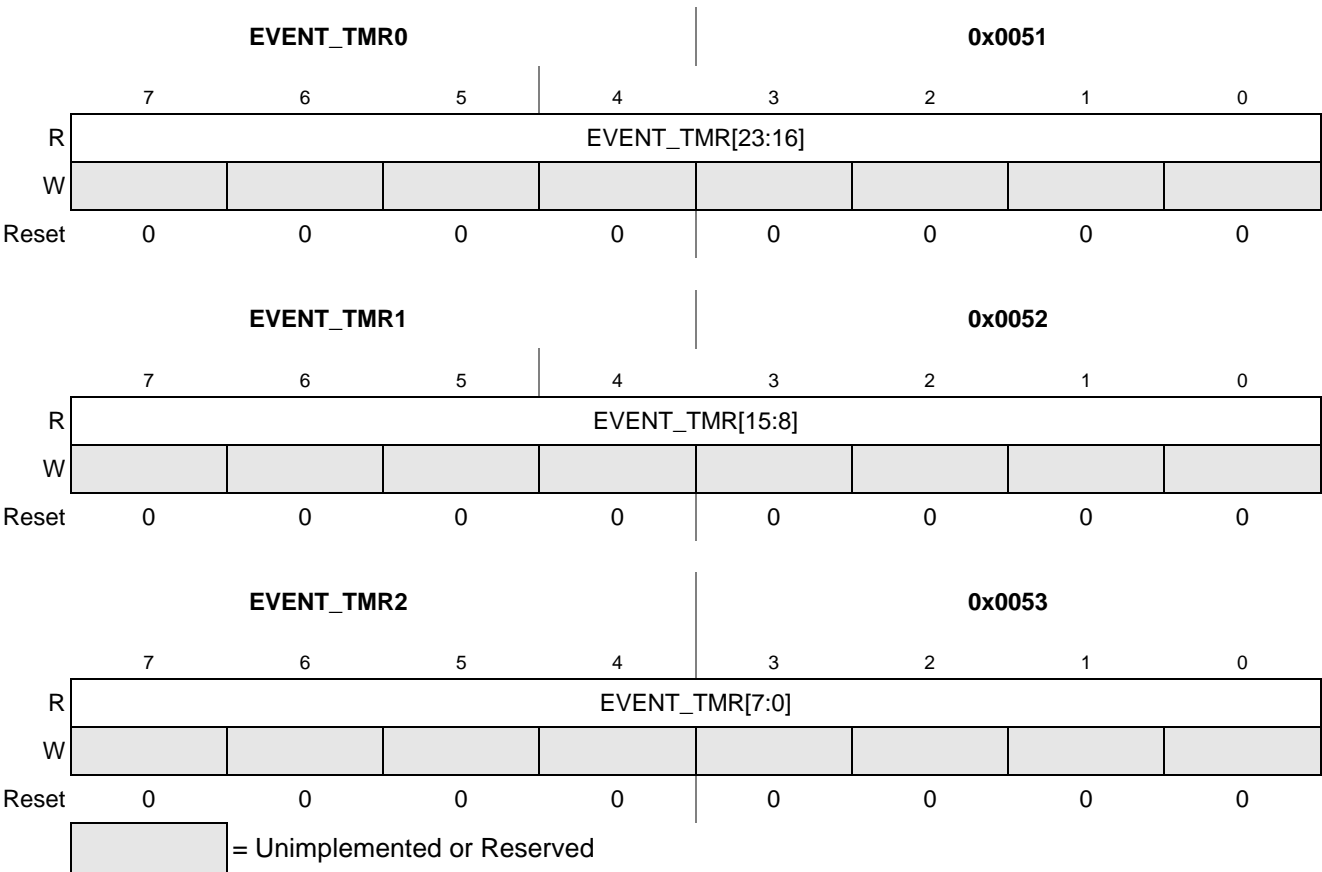 EVENT_TMR0 0x0051
7 6 5 4 3 2 1 0
R EVENT_TMR[23:16]
W
Reset 0 0 0 0 0 0 0 0
EVENT_TMR1 0x0052
7 6 5 4 3 2 1 0
R EVENT_TMR[15:8]
W
Reset 0 0 0 0 0 0 0 0
EVENT_TMR2 0x0053
7 6 5 4 3 2 1 0
R EVENT_TMR[7:0]
W
Reset 0 0 0 0 0 0 0 0
= Unimplemented or Reserved